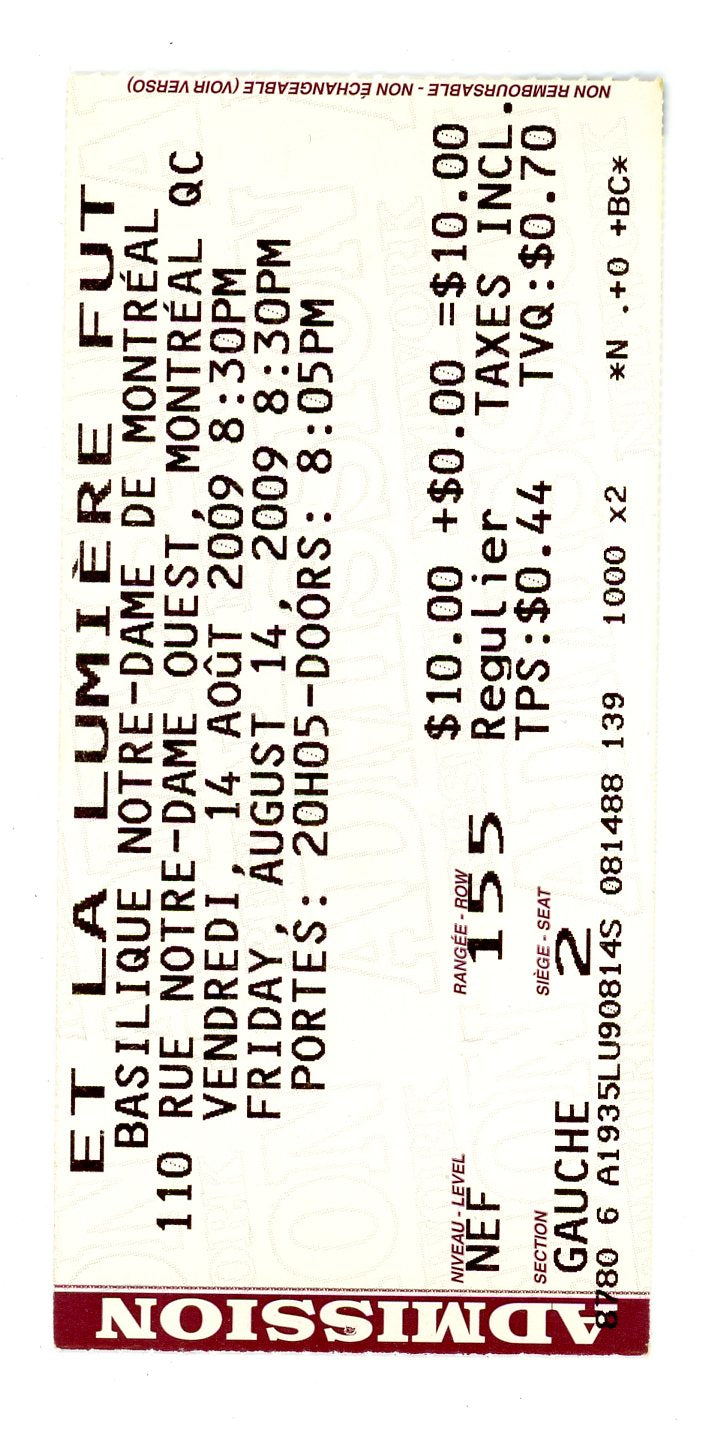 ET LA LUMIÈRE FUT
BASILIQUE NOTRE-DAME DE MONTRÉAL
110 RUE NOTRE-DAME OUEST, MONTRÉAL QC
VENDREDI, 14 AOÛT 2009 8:30PM
FRIDAY, AUGUST 14, 2009 8:30PM
PORTES: 20H05-DOORS: 8:05PM
NIVEAU - LEVEL
NEF
RANGÉE - ROW
155
$10.00 +$0.00 =$10.00
Regulier TAXES INCL.
TPS:$0.44 TVQ:$0.70
SECTION
GAUCHE
SIÈGE - SEAT
2
8780 6 A1935LU90814S 081488 139 1000 x2 *N .+0 +BC*
ADMISSION
NON REMBOURSABLE - NON ÉCHANGEABLE (VOIR VERSO)